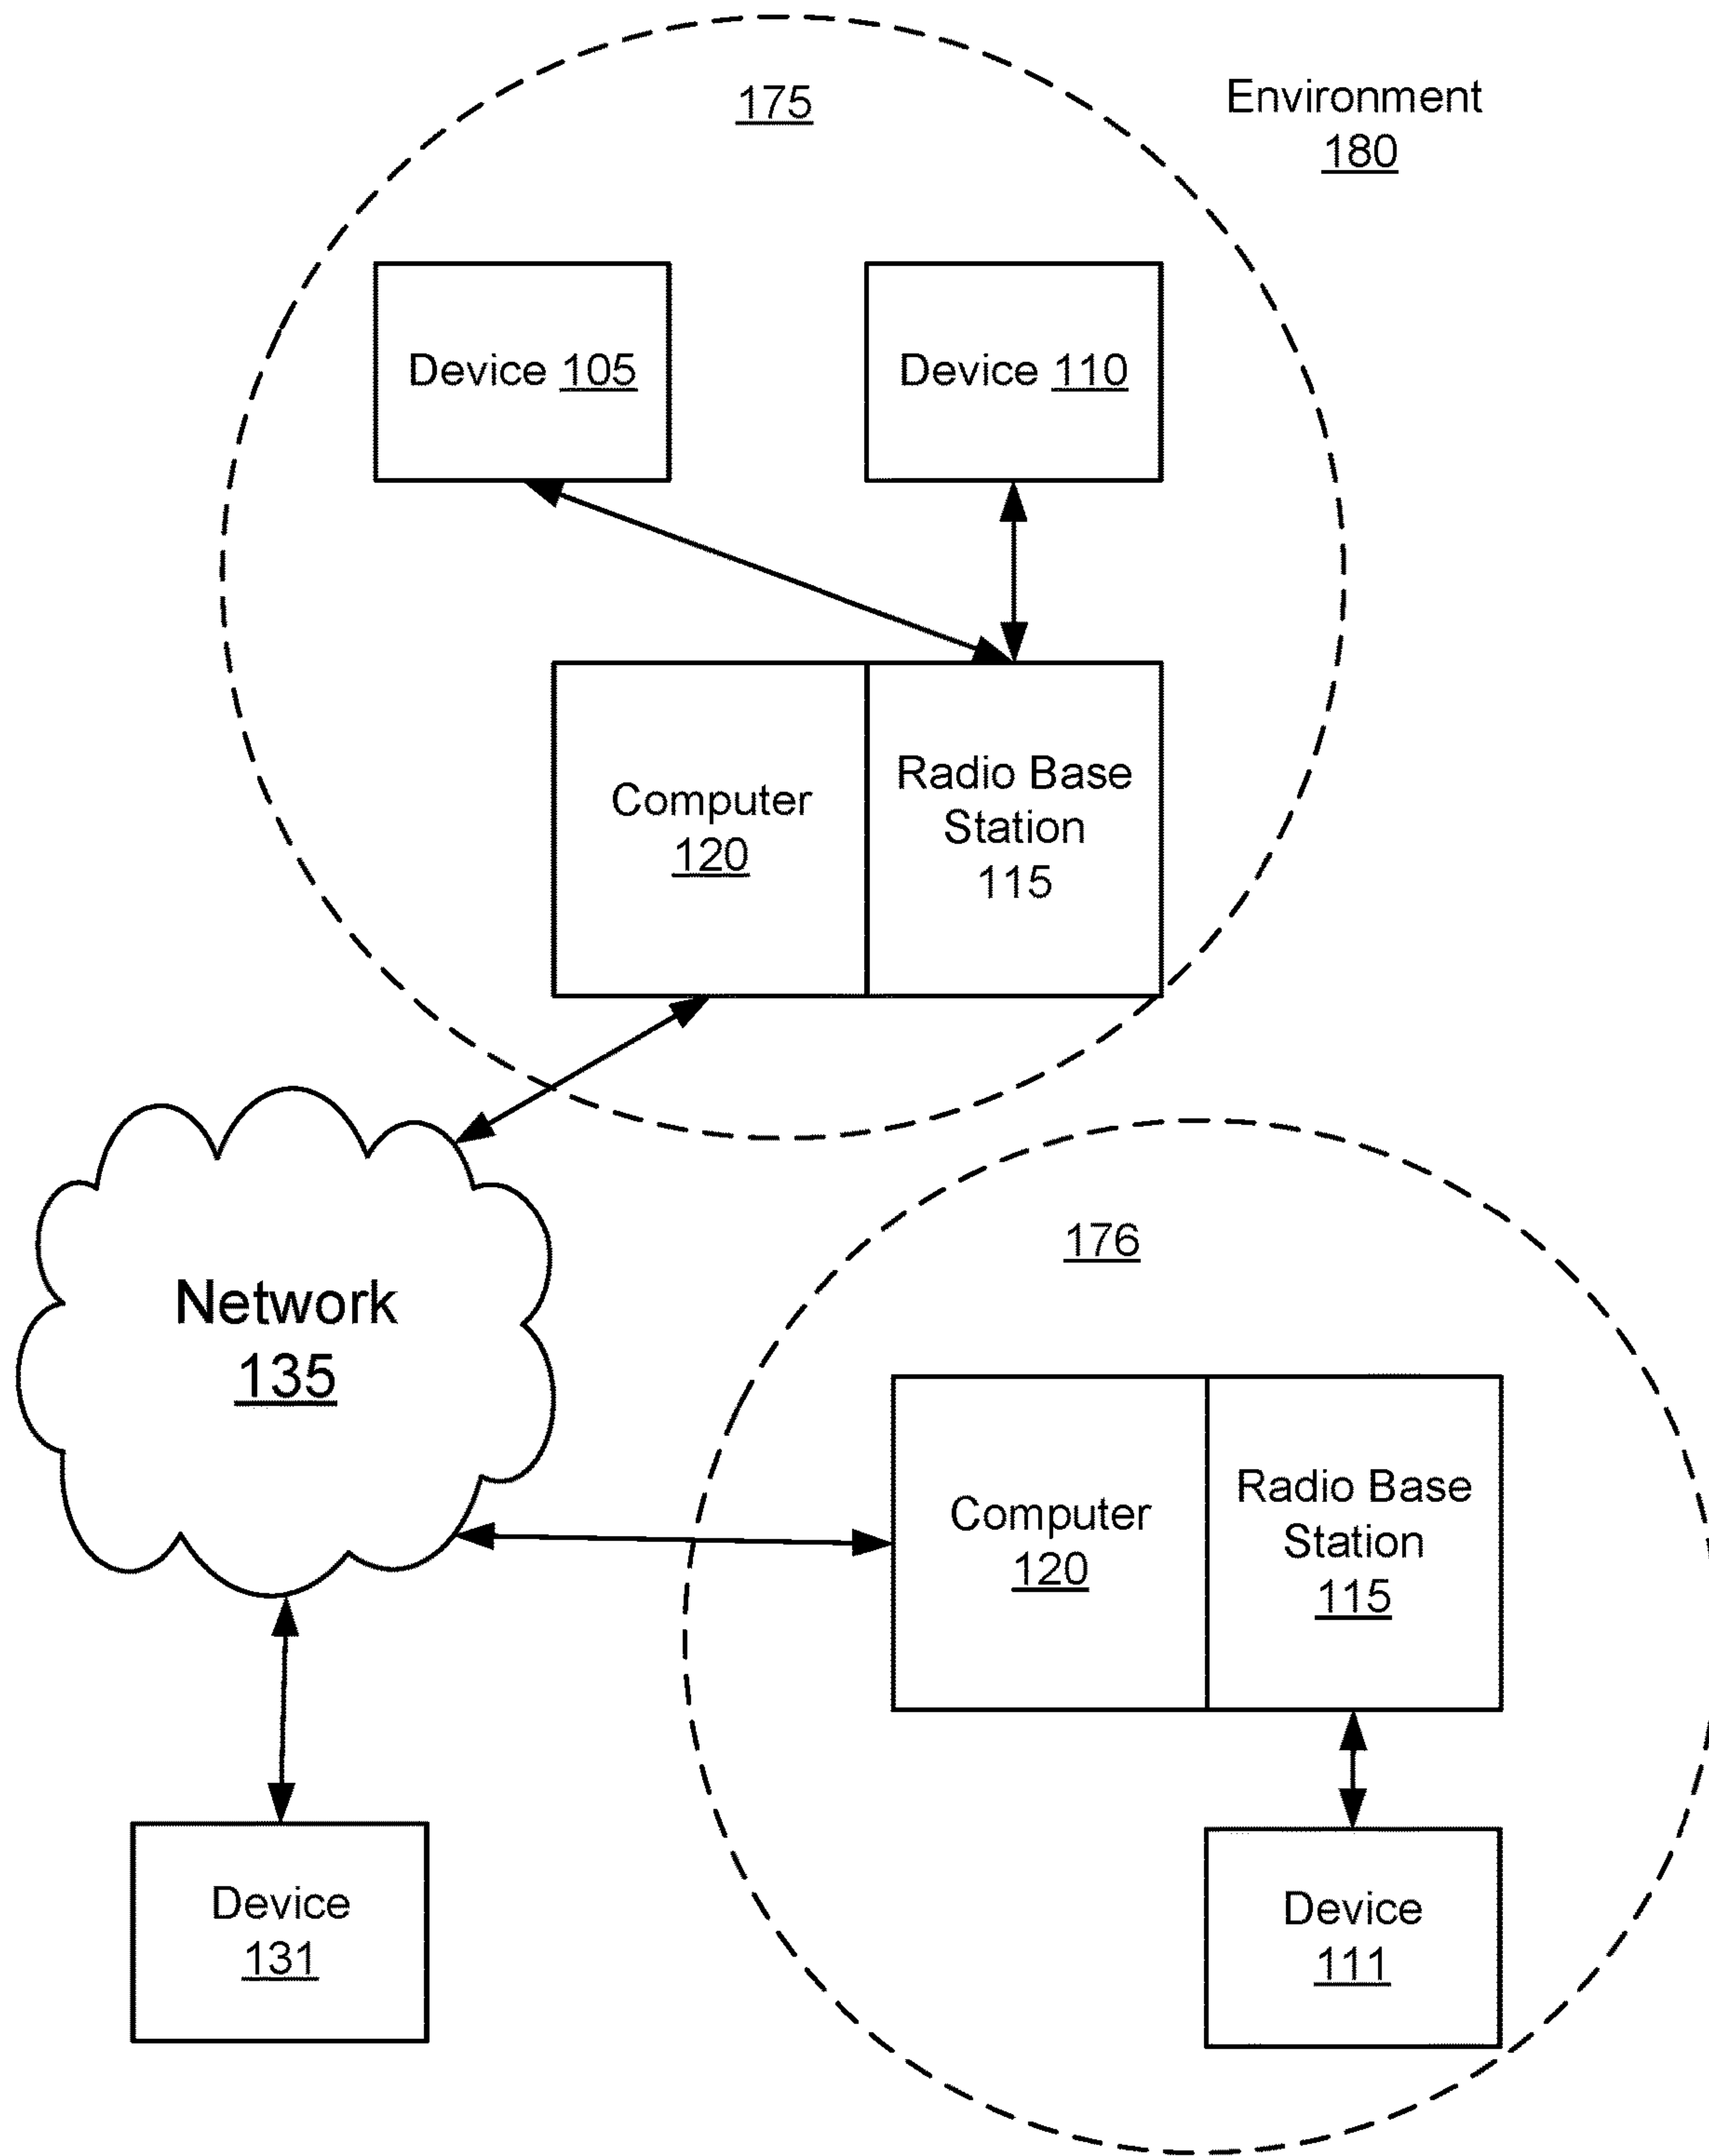 175
Environment
180
Device 105
Device 110
Computer
120
Radio Base
Station
115
Network
135
176
Computer
120
Radio Base
Station
115
Device
131
Device
111